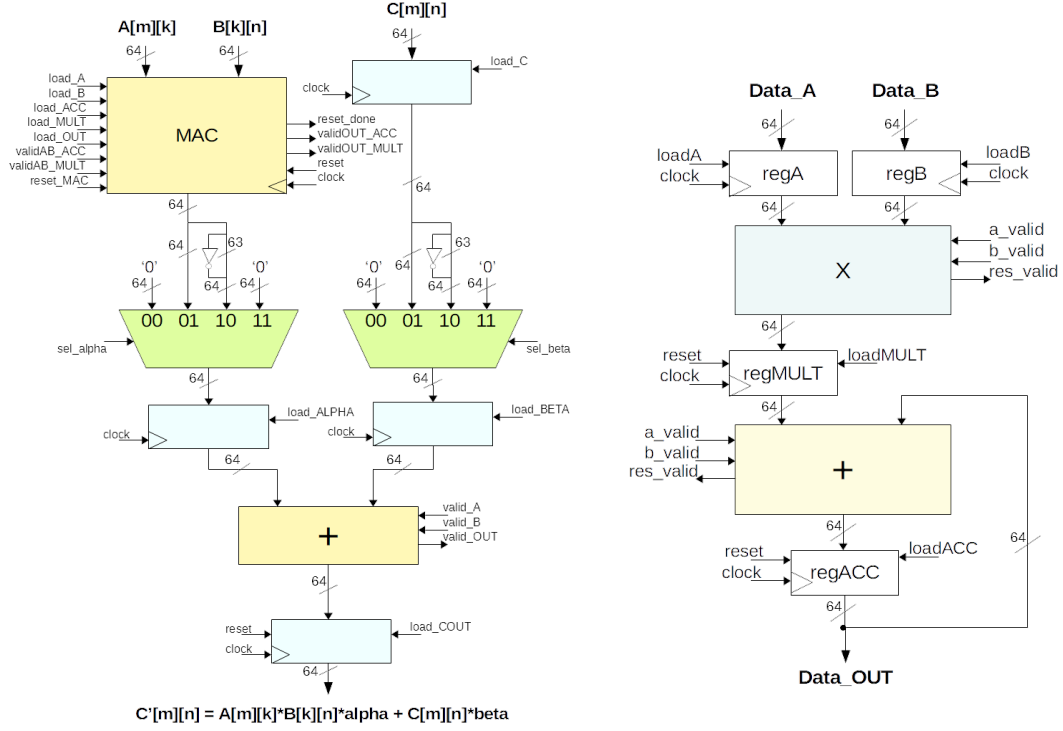 C[m][n]
A[m][k] B[k][n]
64 64 64
load_A
load_B
load_ACC
load_MULT
load_OUT
validAB_ACC
validAB_MULT
reset_MAC
MAC
reset_done
validOUT_ACC
validOUT_MULT
reset
clock
load_C
clock
64
64
64 63
64 63
'0' '0' '0' '0'
64 64 64 64
00 01 10 11
00 01 10 11
sel_alpha
sel_beta
64 64
load_ALPHA
clock
load_BETA
clock
64 64
+
valid_A
valid_B
valid_OUT
64
reset
clock
load_COUT
64
C'[m][n] = A[m][k]*B[k][n]*alpha + C[m][n]*beta
Data_A Data_B
64 64
loadA
clock
regA
regB
loadB
clock
64 64
X
a_valid
b_valid
res_valid
64
reset
clock
regMULT
loadMULT
64
a_valid
b_valid
res_valid
+
64
64
reset
clock
regACC
loadACC
64
Data_OUT